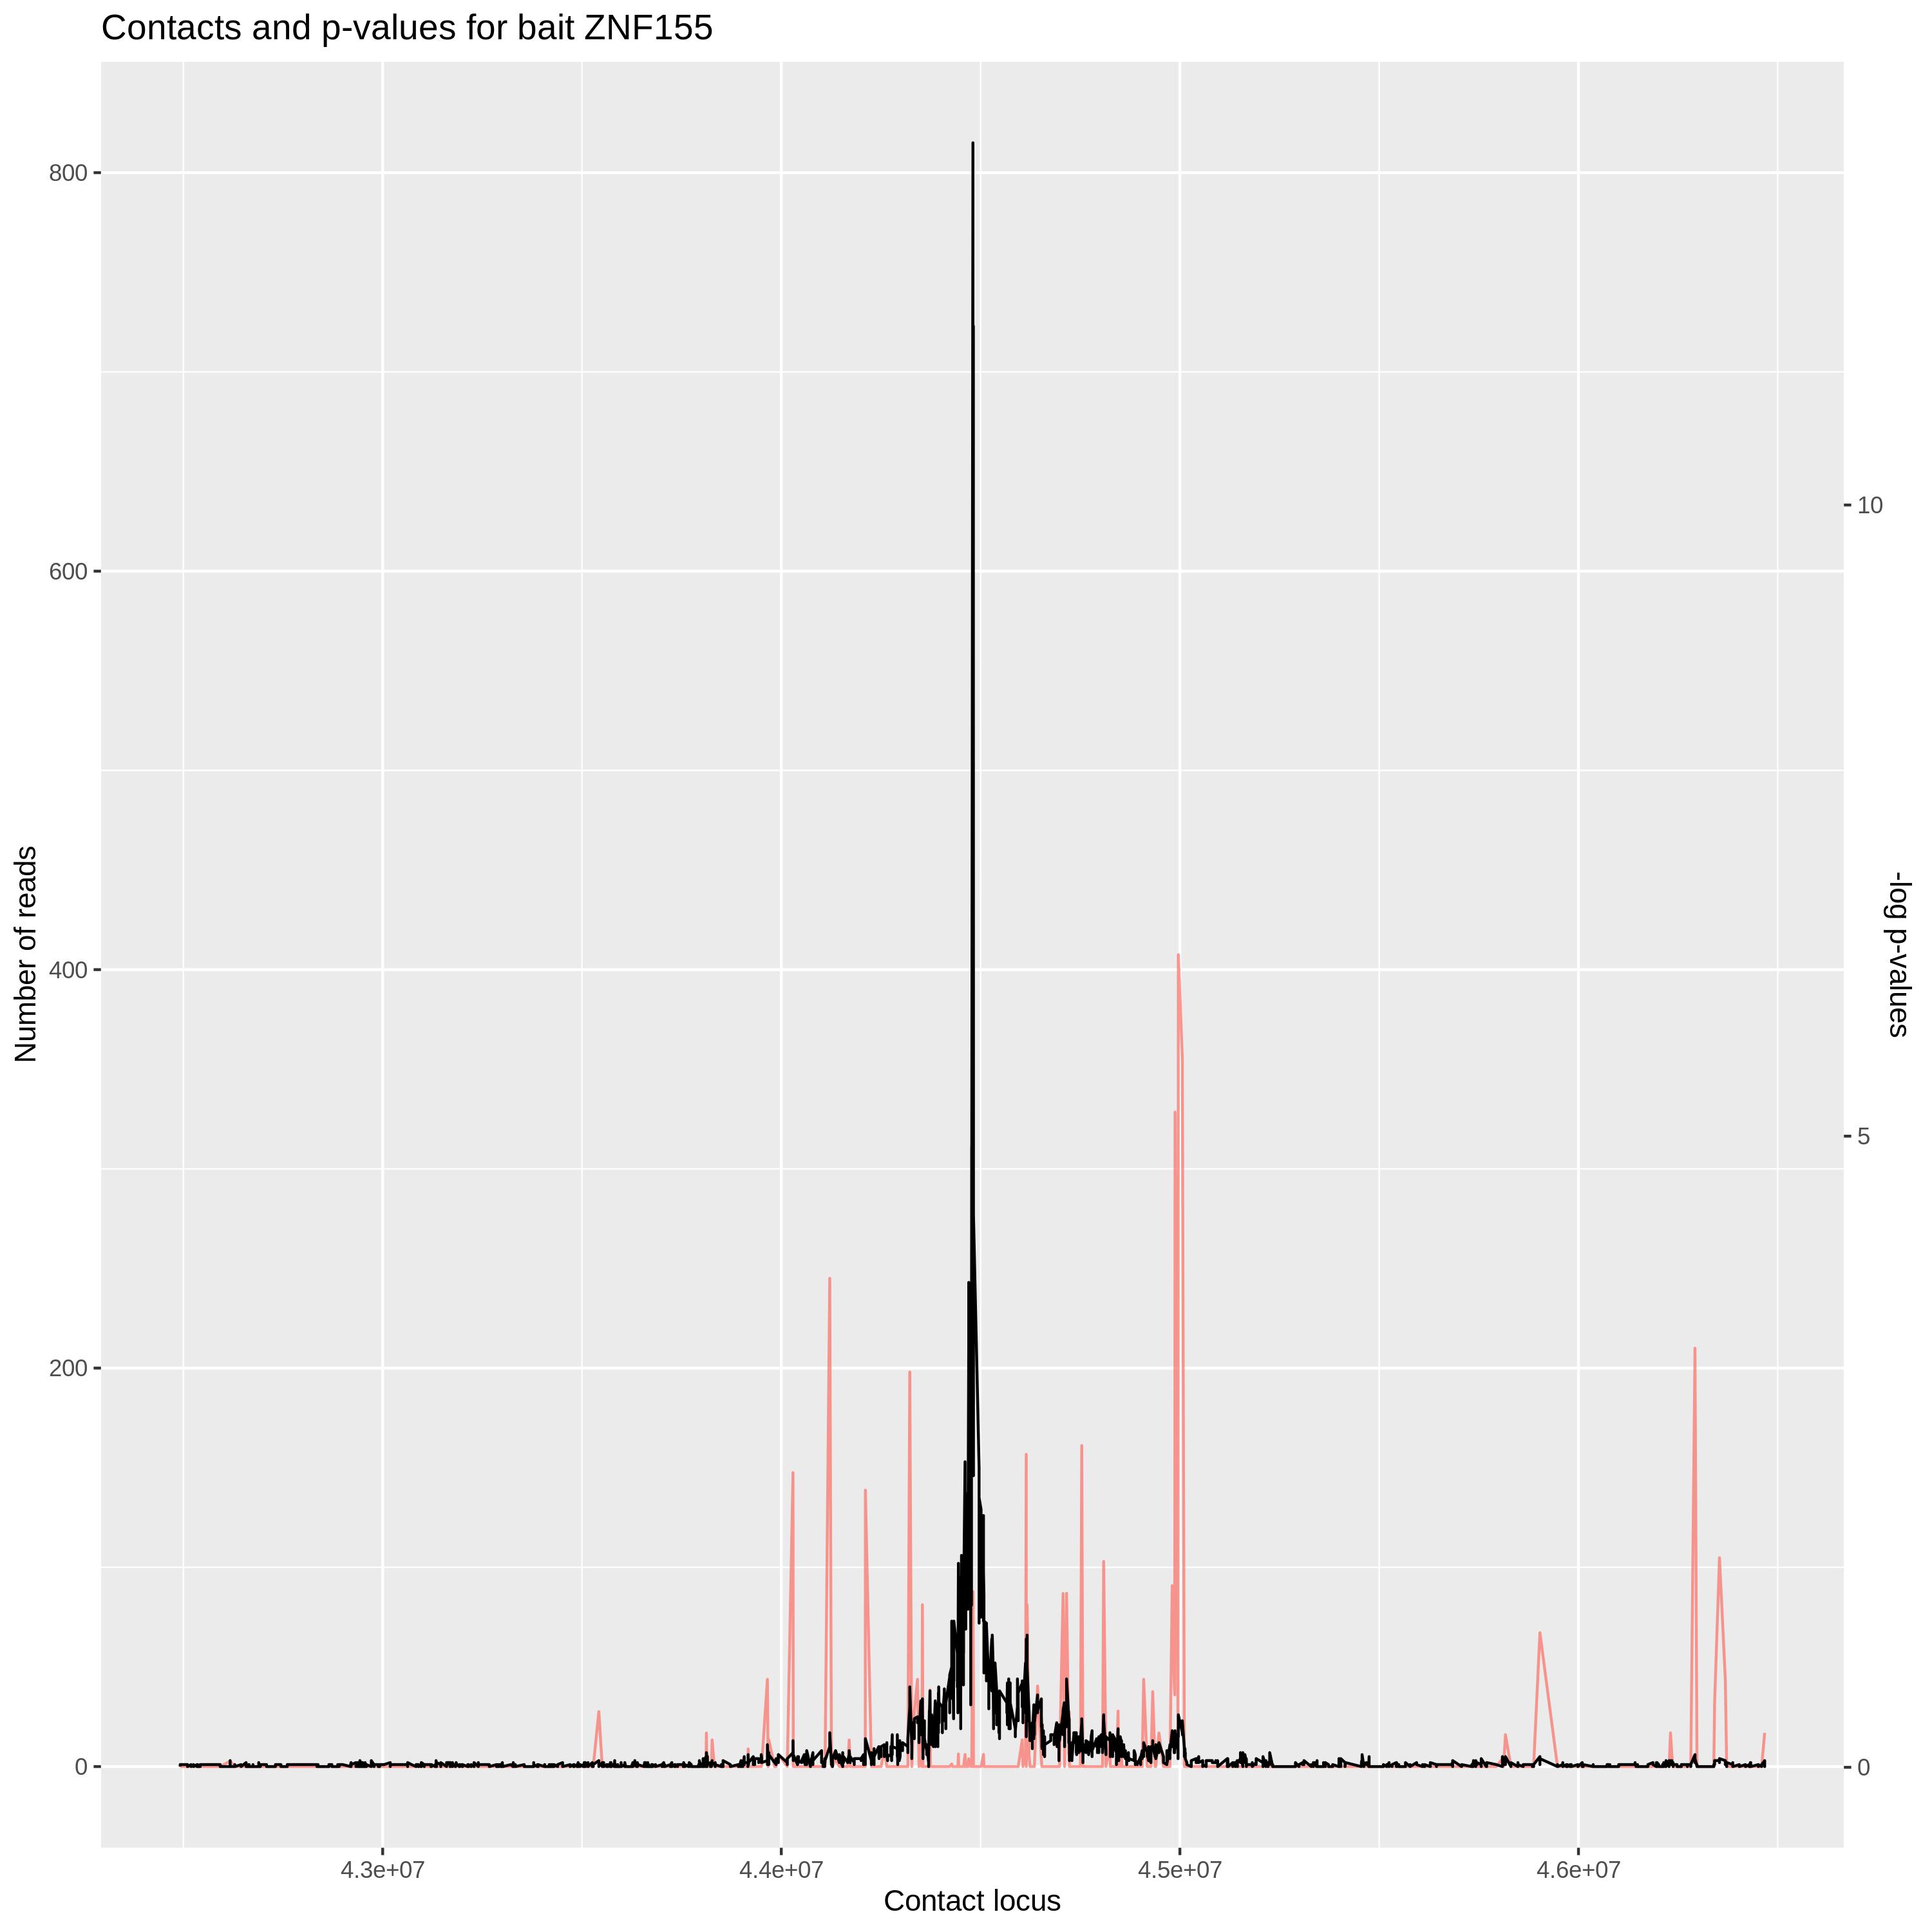 Contacts and p-values for bait ZNF155
800
600
400
200
0
Number of reads
10
5
0
-log p-values
4.3e+07
4.4e+07
4.5e+07
4.6e+07
Contact locus